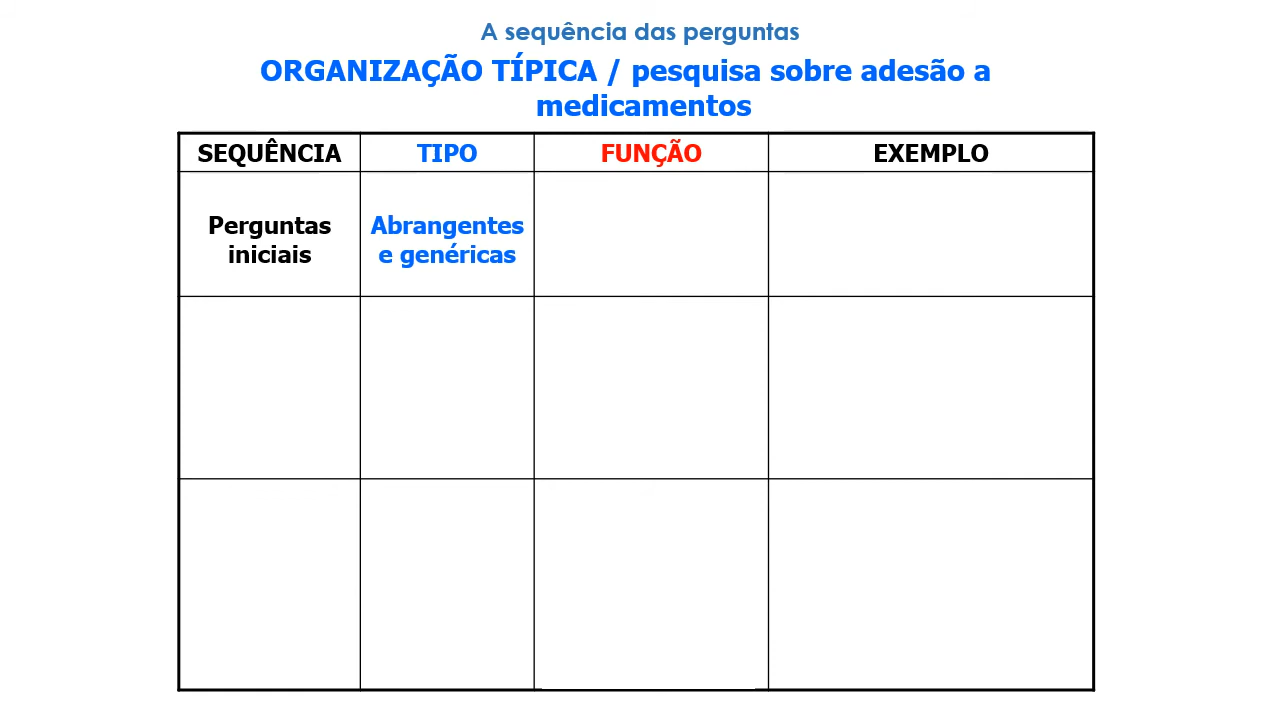 A sequência das perguntas
ORGANIZAÇÃO TÍPICA / pesquisa sobre adesão a
medicamentos
SEQUÊNCIA TIPO FUNÇÃO EXEMPLO
Perguntas
iniciais
Abrangentes
e genéricas